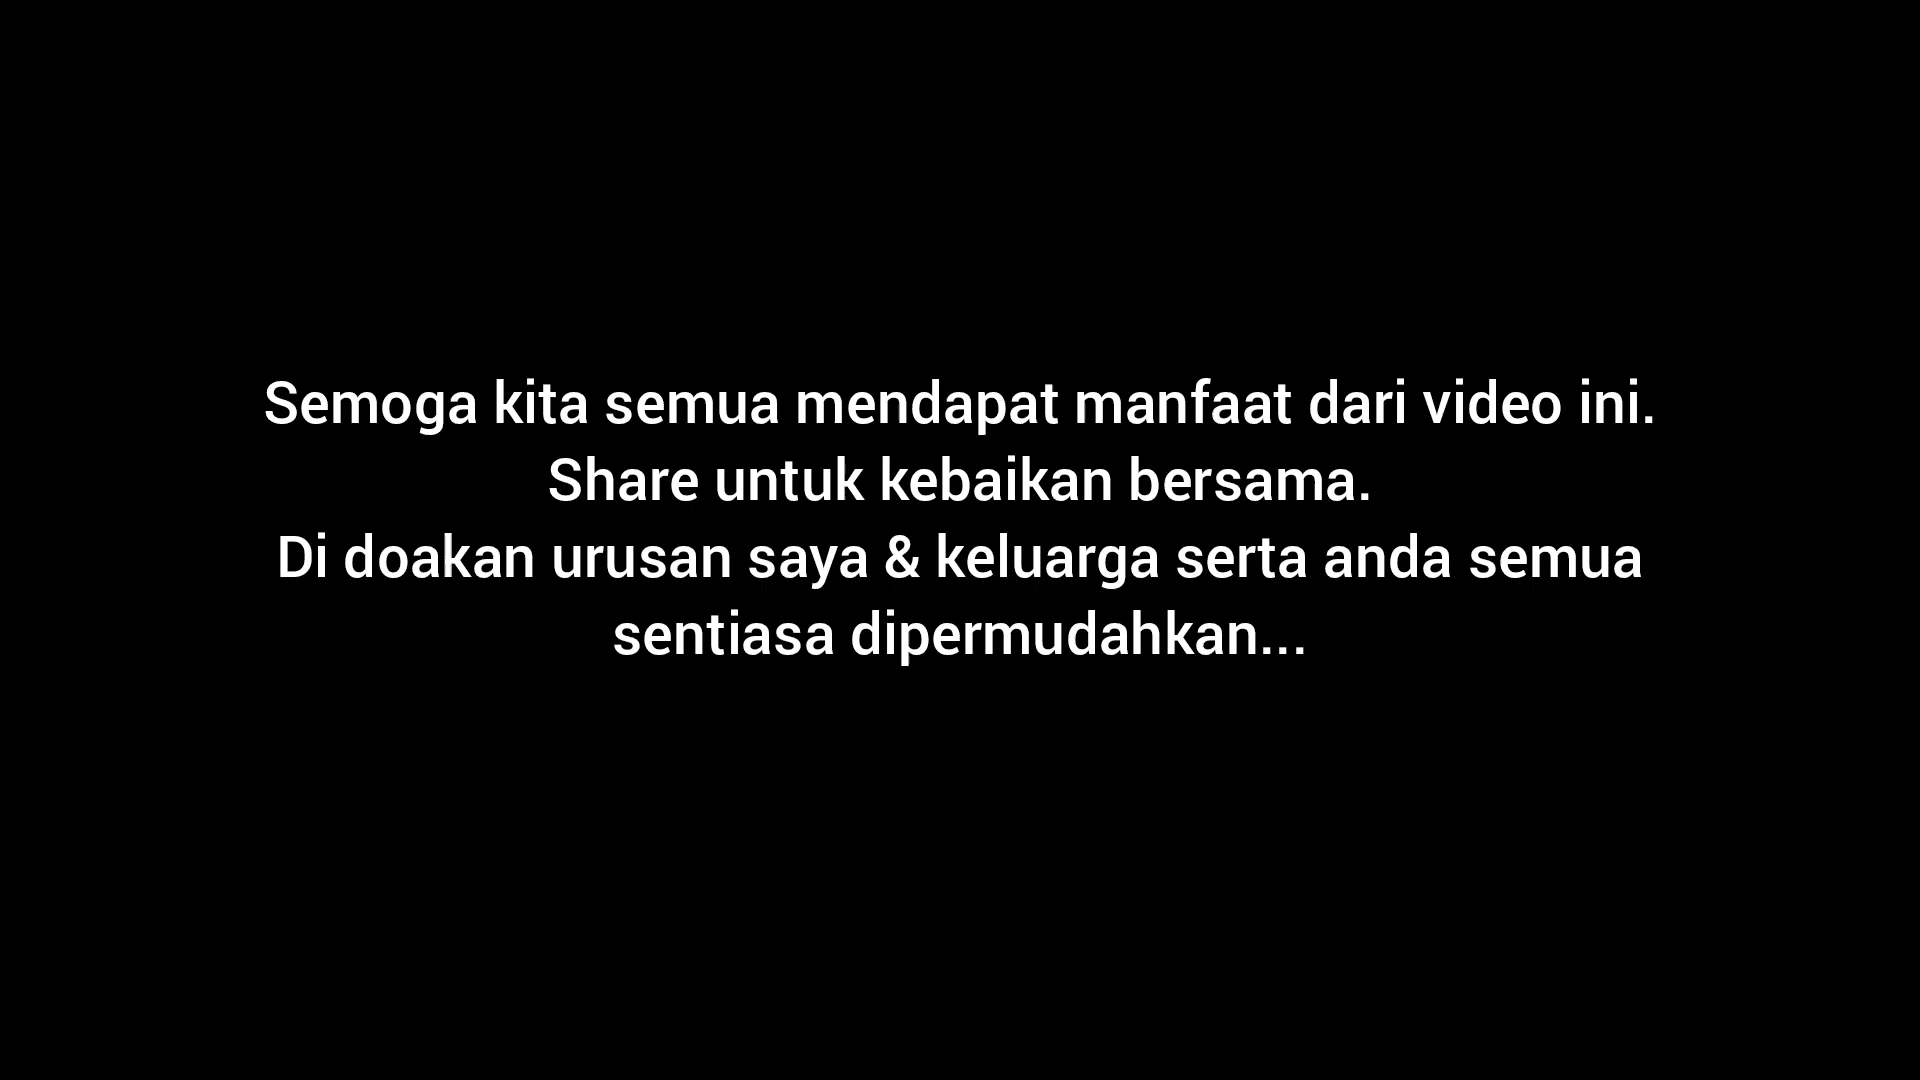 Semoga kita semua mendapat manfaat dari video ini.
Share untuk kebaikan bersama.
Di doakan urusan saya & keluarga serta anda semua
sentiasa dipermudahkan...